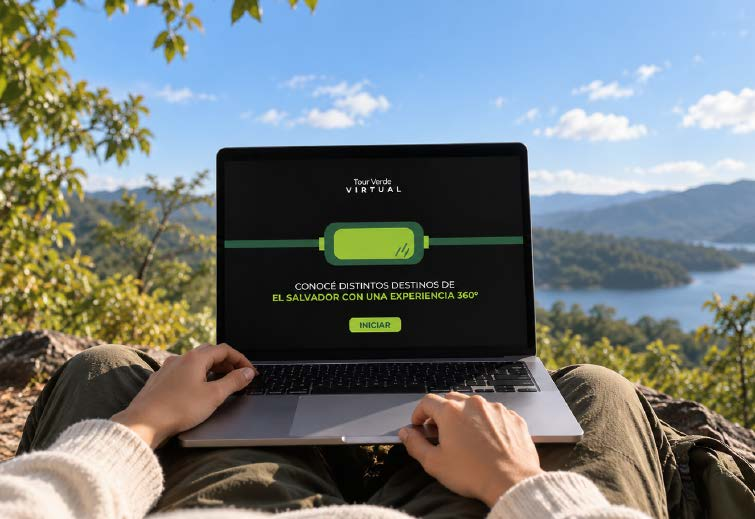 Tour Verde
VIRTUAL
CONOCÉ DISTINTOS DESTINOS DE
EL SALVADOR CON UNA EXPERIENCIA 360°
INICIAR